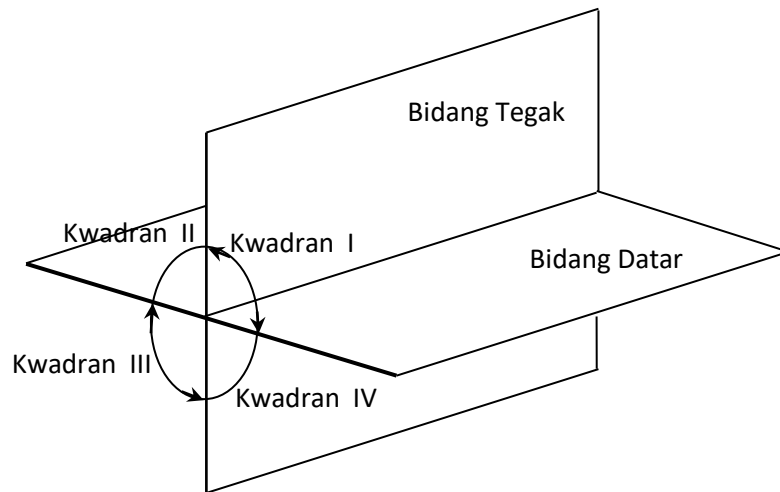 Bidang Tegak
Kwadran II
Kwadran I
Bidang Datar
Kwadran III
Kwadran IV